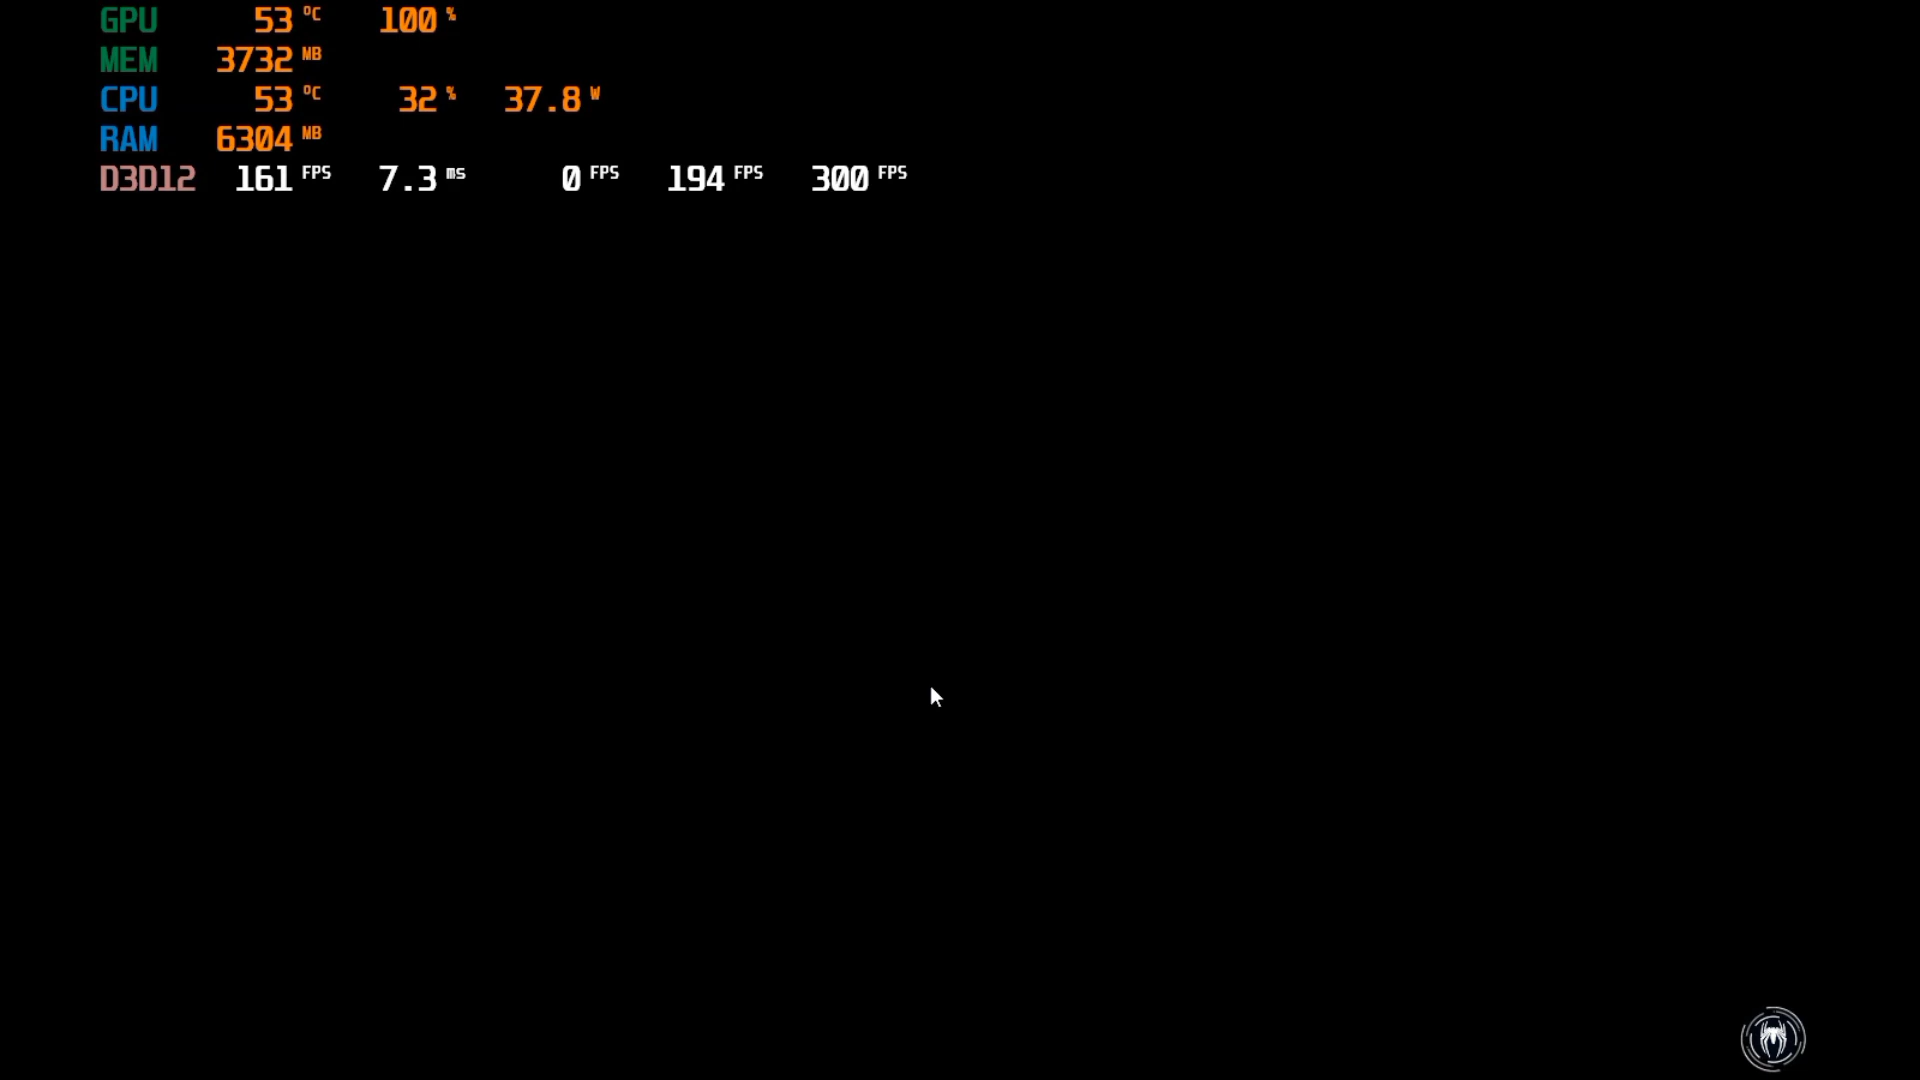 GPU 53 °C 100 %
MEM 3732 MB
CPU 53 °C 32 % 37.8 W
RAM 6304 MB
D3D12 161 FPS 7.3 ms 0 FPS 194 FPS 300 FPS